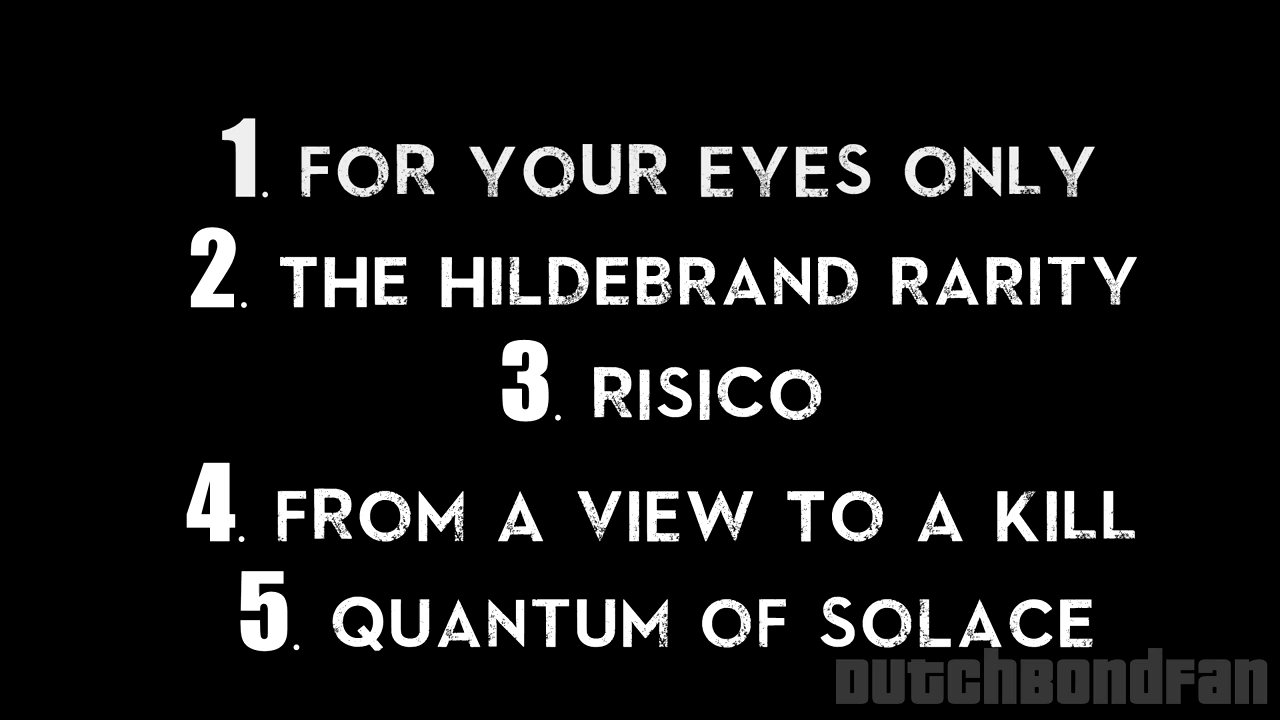 1. FOR YOUR EYES ONLY
2. THE HILDEBRAND RARITY
3. RISICO
4. FROM A VIEW TO A KILL
5. QUANTUM OF SOLACE
DutchBondFan